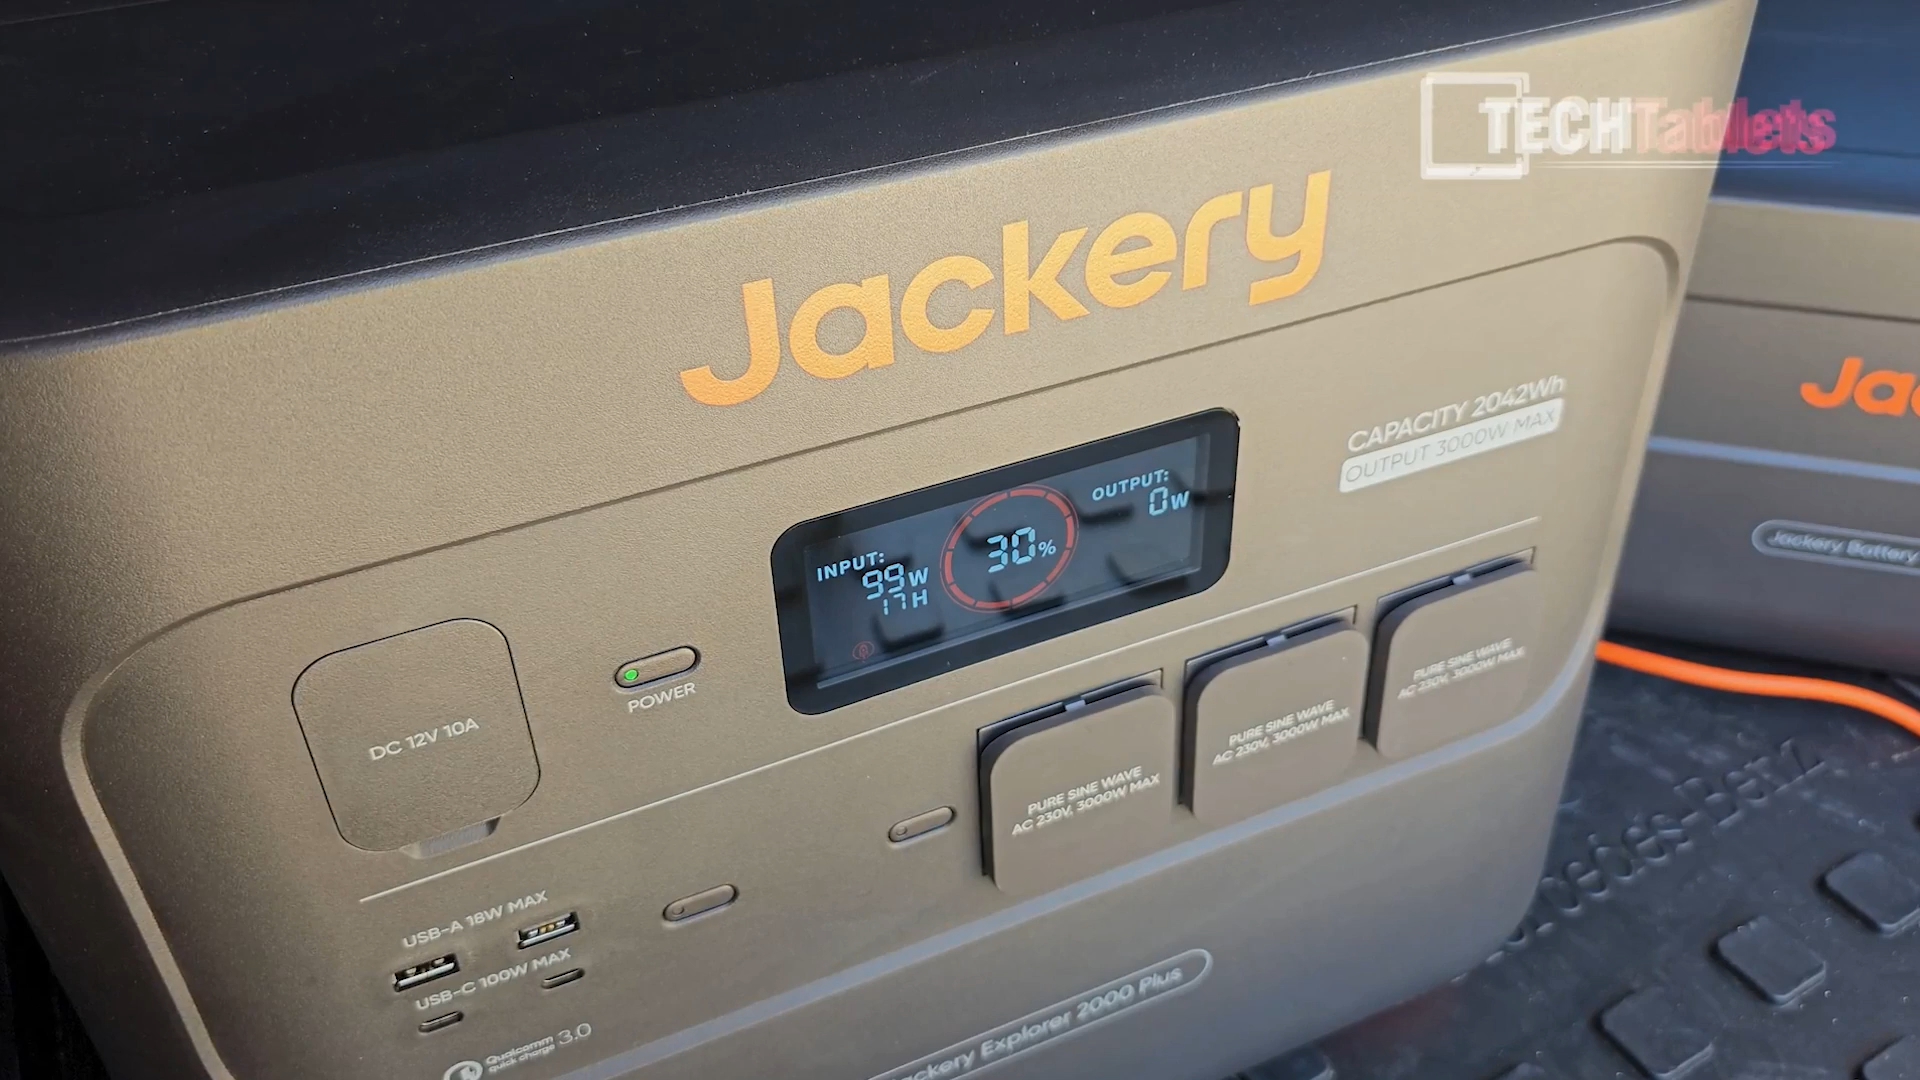 TECHTablets
Jackery
CAPACITY 2042Wh
OUTPUT 3000W MAX
INPUT:
99W
17H
30%
OUTPUT:
0W
POWER
DC 12V 10A
PURE SINE WAVE
AC 230V, 3000W MAX
PURE SINE WAVE
AC 230V, 3000W MAX
PURE SINE WAVE
AC 230V, 3000W MAX
USB-A 18W MAX
USB-C 100W MAX
Qualcomm
quick charge 3.0
Jackery Explorer 2000 Plus
Jackery Battery